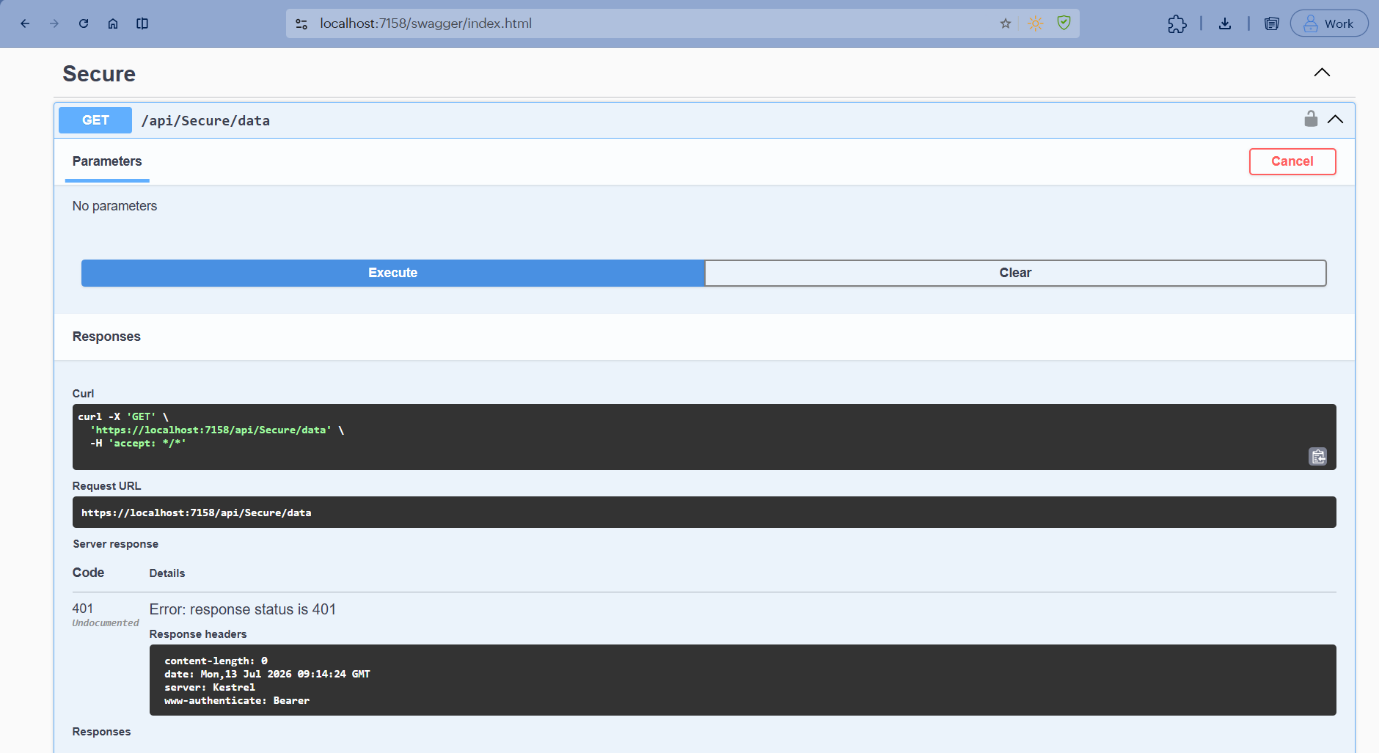 localhost:7158/swagger/index.html
Work
Secure
GET /api/Secure/data
Parameters
Cancel
No parameters
Execute
Clear
Responses
Curl
curl -X 'GET' \
'https://localhost:7158/api/Secure/data' \
-H 'accept: */*'
Request URL
https://localhost:7158/api/Secure/data
Server response
Code Details
401 Error: response status is 401
Undocumented
Response headers
content-length: 0
date: Mon,13 Jul 2026 09:14:24 GMT
server: Kestrel
www-authenticate: Bearer
Responses